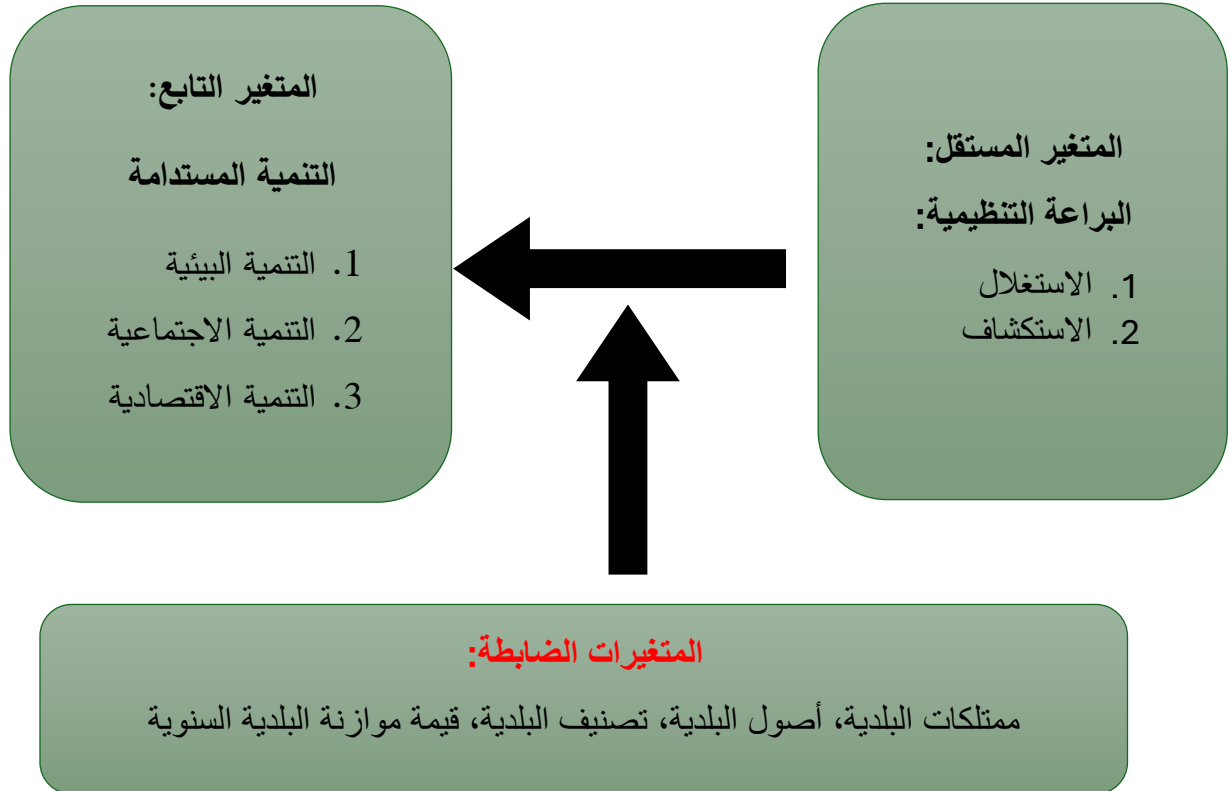 المتغير المستقل:
البراعة التنظيمية:
1. الاستغلال
2. الاستكشاف
المتغير التابع:
التنمية المستدامة
1. التنمية البيئية
2. التنمية الاجتماعية
3. التنمية الاقتصادية
المتغيرات الضابطة:
ممتلكات البلدية، أصول البلدية، تصنيف البلدية، قيمة موازنة البلدية السنوية